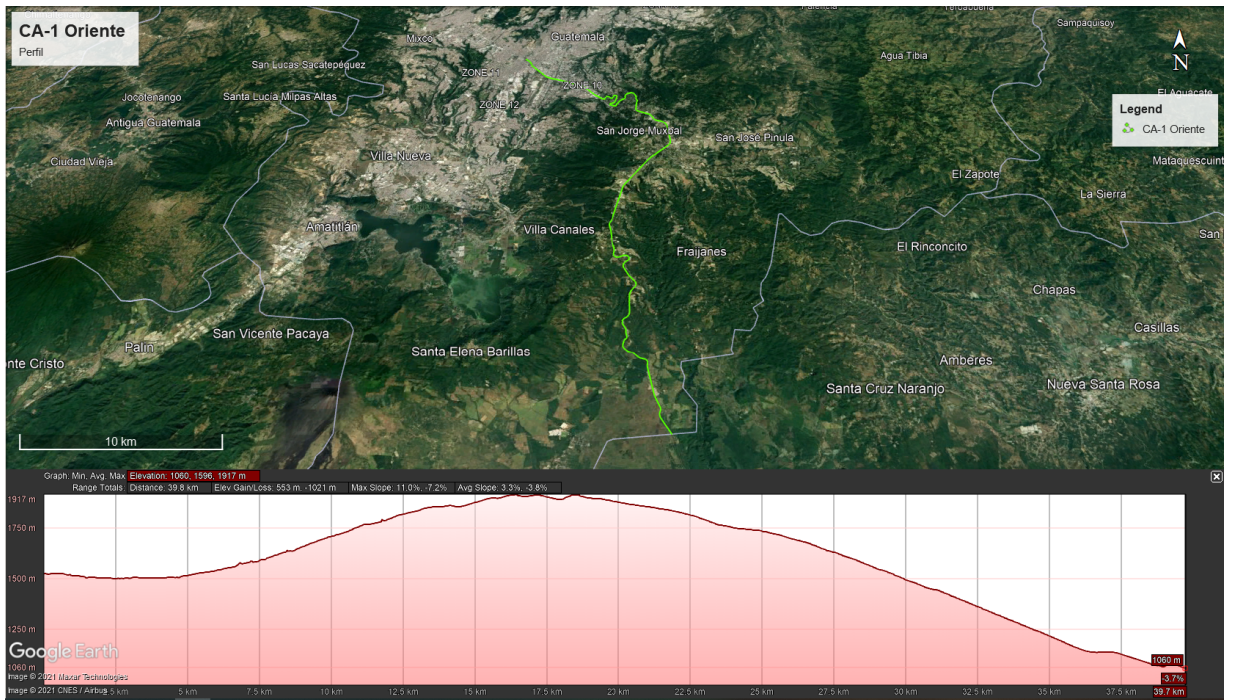 CA-1 Oriente
Perfil
Sampaquisoy
Mixco
Guatemala
Agua Tibia
N
San Lucas Sacatepéquez
ZONE 11
ZONE 10
El Aguacate
Jocotenango
Santa Lucía Milpas Altas
ZONE 12
Legend
CA-1 Oriente
Antigua Guatemala
San Jorge Muxbal
San José Pinula
Ciudad Vieja
Villa Nueva
Mataquescuint
El Zapote
La Sierra
Amatitlán
Villa Canales
San
Fraijanes
El Rinconcito
Chapas
San Vicente Pacaya
Casillas
Palín
Santa Elena Barillas
nte Cristo
Amberes
Santa Cruz Naranjo
Nueva Santa Rosa
10 km
Graph: Min, Avg, Max Elevation: 1060, 1596, 1917 m
Range Totals: Distance: 39.8 km Elev Gain/Loss: 553 m, -1021 m Max Slope: 11.0%, -7.2% Avg Slope: 3.3%, -3.8%
1917 m
1750 m
1500 m
1250 m
Google Earth
1060 m
1060 m
Image © 2021 Maxar Technologies
-3.7%
Image © 2021 CNES / Airbus
5 km
7.5 km
10 km
12.5 km
15 km
17.5 km
20 km
22.5 km
25 km
27.5 km
30 km
32.5 km
35 km
37.5 km
39.7 km